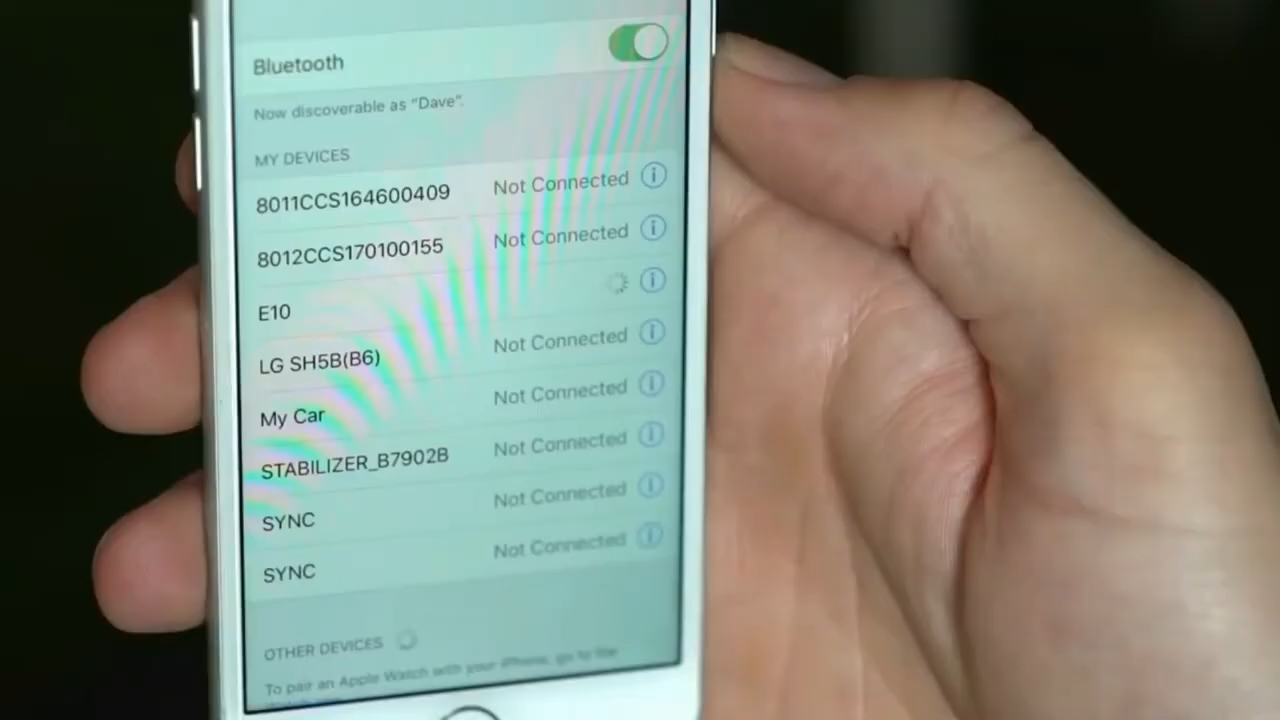 Bluetooth
Now discoverable as “Dave”.
MY DEVICES
8011CCS164600409 Not Connected
8012CCS170100155 Not Connected
E10
LG SH5B(B6) Not Connected
My Car Not Connected
STABILIZER_B7902B Not Connected
SYNC Not Connected
SYNC Not Connected
OTHER DEVICES
To pair an Apple Watch with your iPhone, go to the